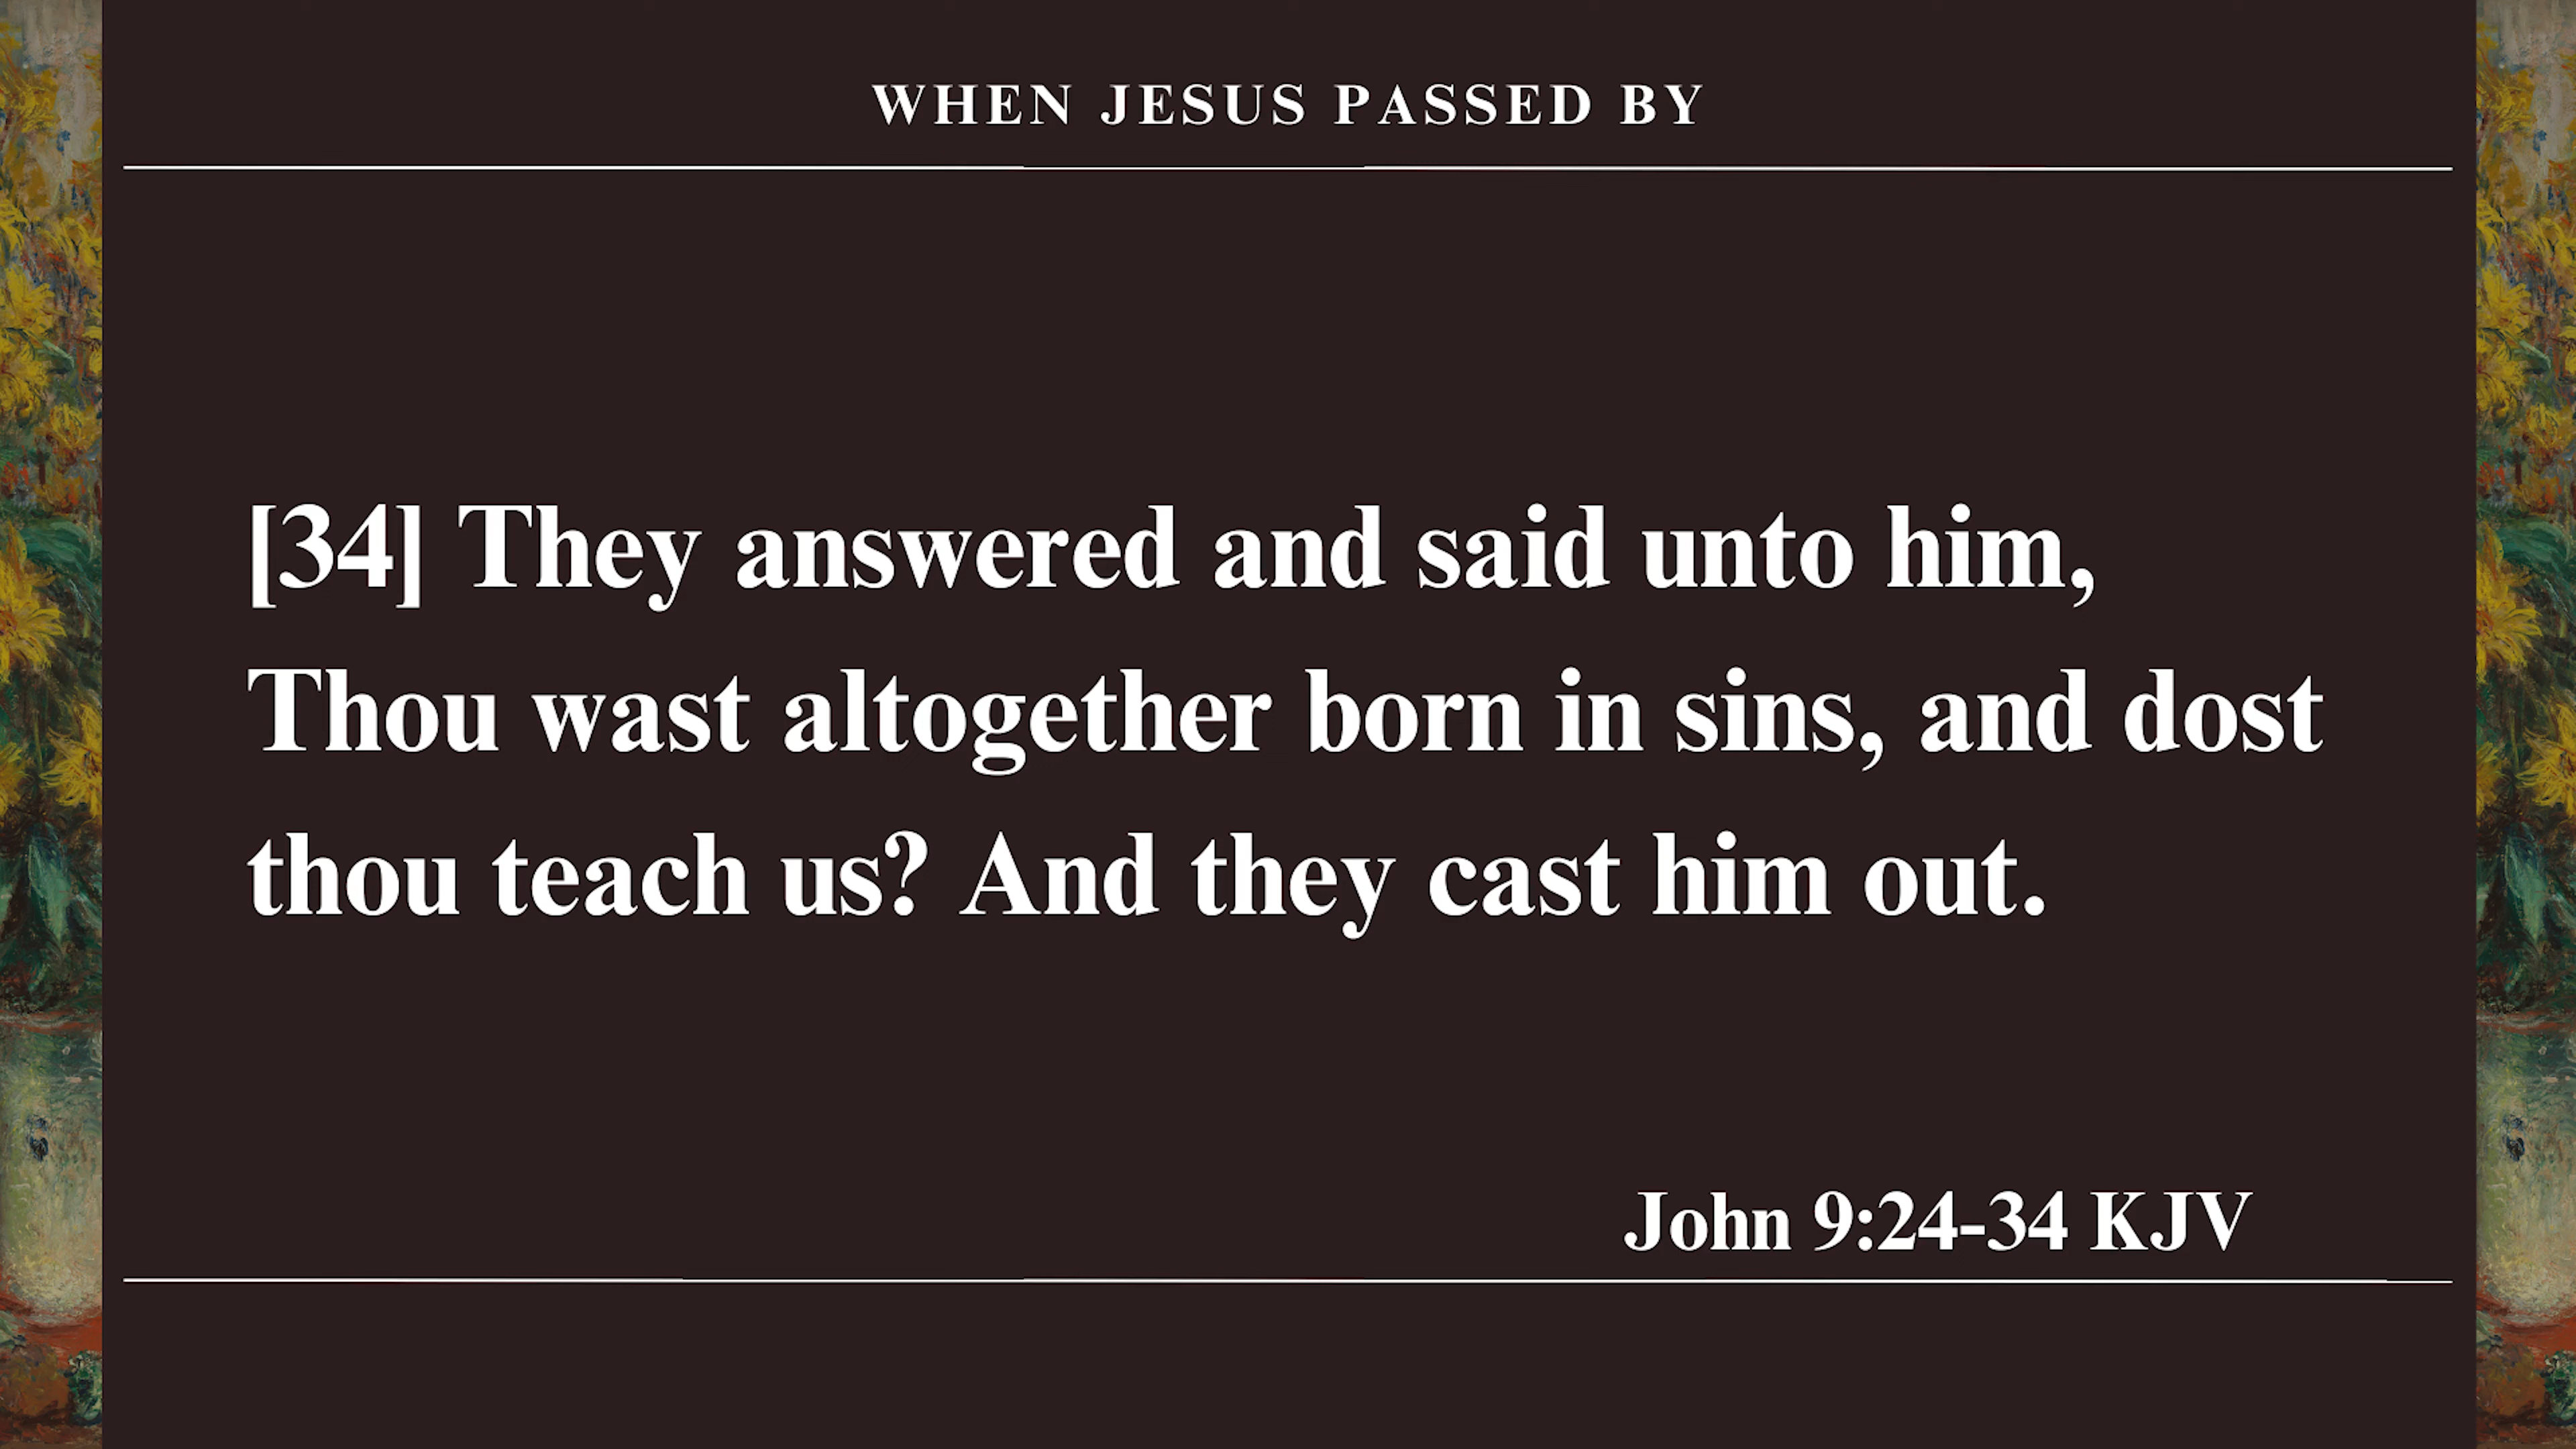 WHEN JESUS PASSED BY
[34] They answered and said unto him,
Thou wast altogether born in sins, and dost
thou teach us? And they cast him out.
John 9:24-34 KJV